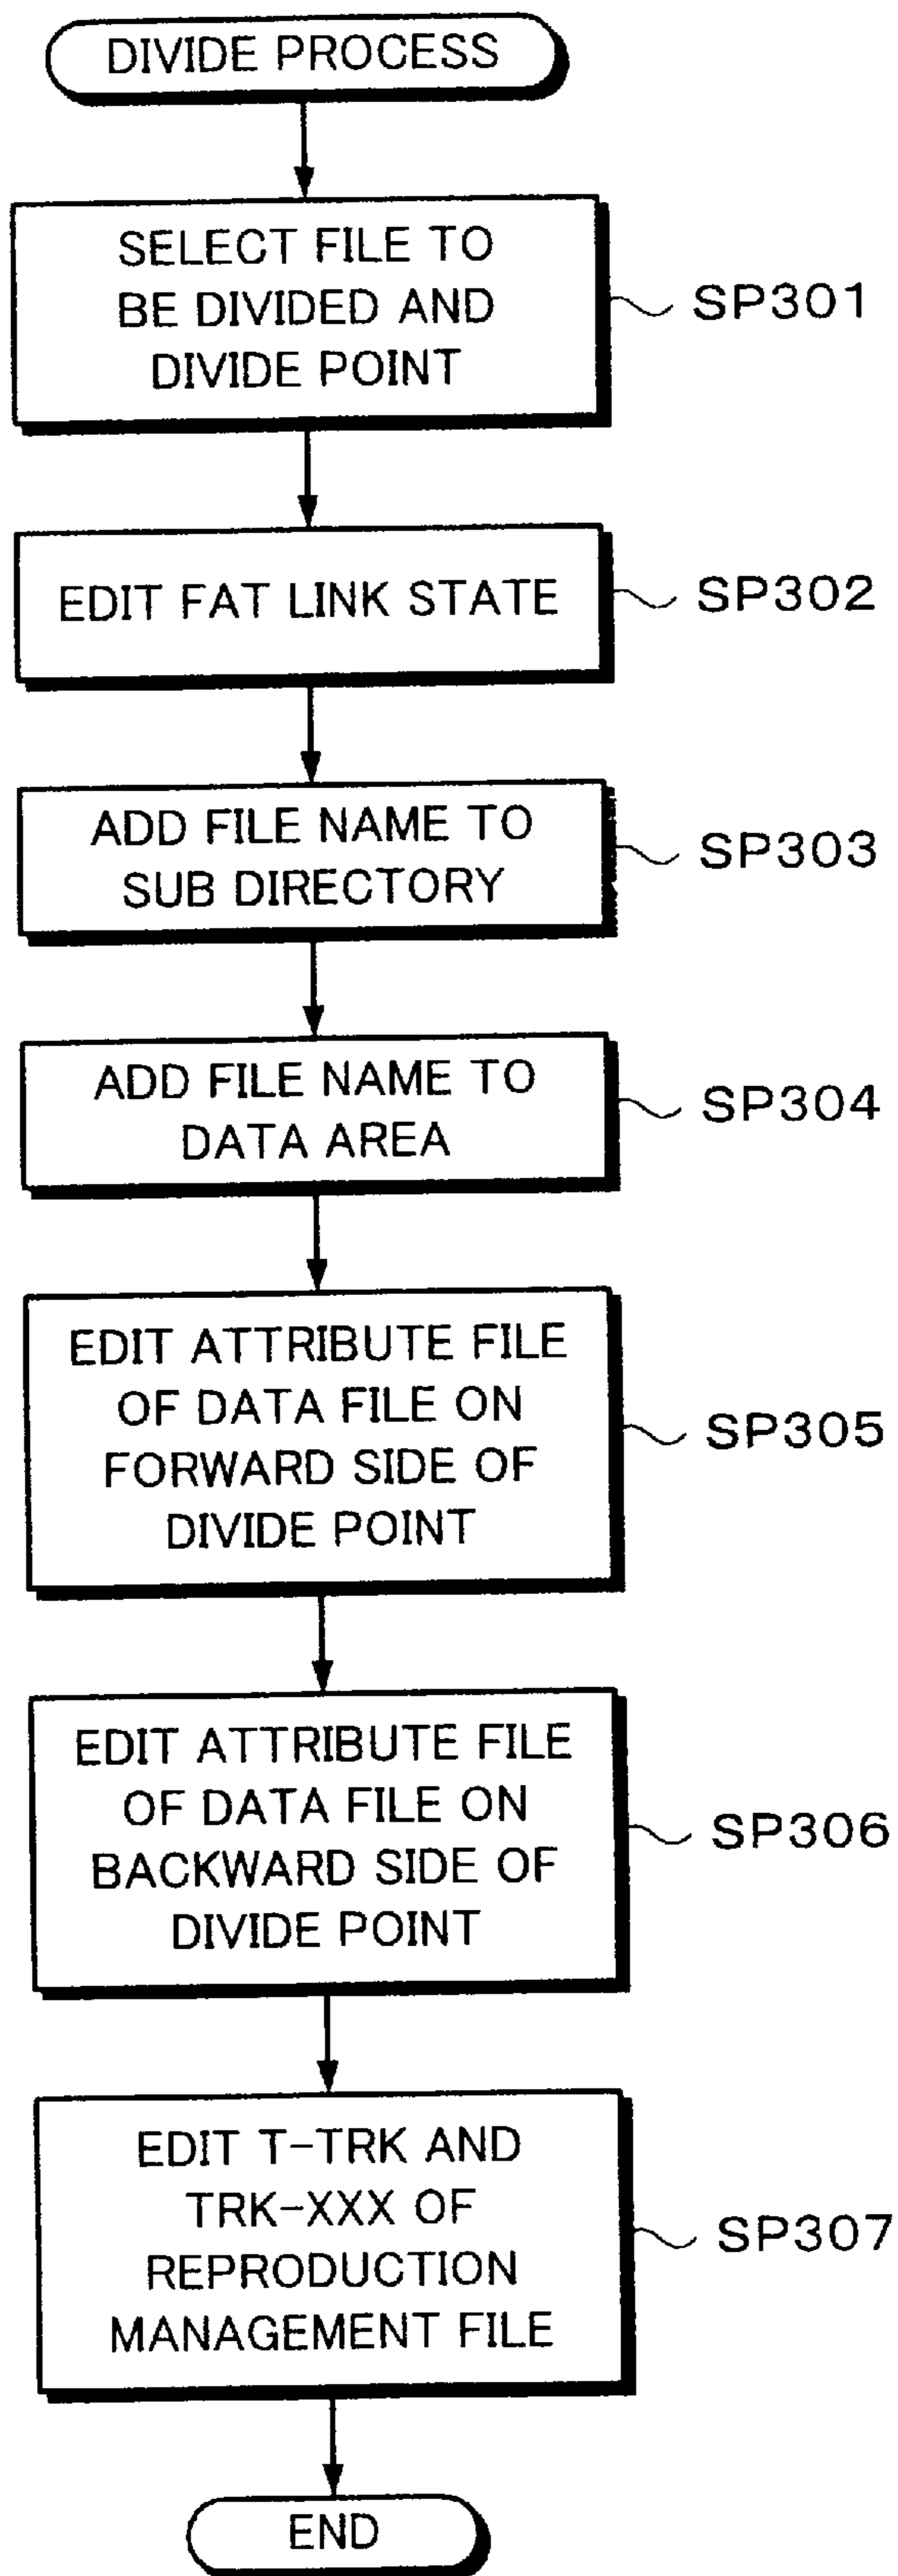 DIVIDE PROCESS
SELECT FILE TO
BE DIVIDED AND
DIVIDE POINT
SP301
EDIT FAT LINK STATE
SP302
ADD FILE NAME TO
SUB DIRECTORY
SP303
ADD FILE NAME TO
DATA AREA
SP304
EDIT ATTRIBUTE FILE
OF DATA FILE ON
FORWARD SIDE OF
DIVIDE POINT
SP305
EDIT ATTRIBUTE FILE
OF DATA FILE ON
BACKWARD SIDE OF
DIVIDE POINT
SP306
EDIT T-TRK AND
TRK-XXX OF
REPRODUCTION
MANAGEMENT FILE
SP307
END